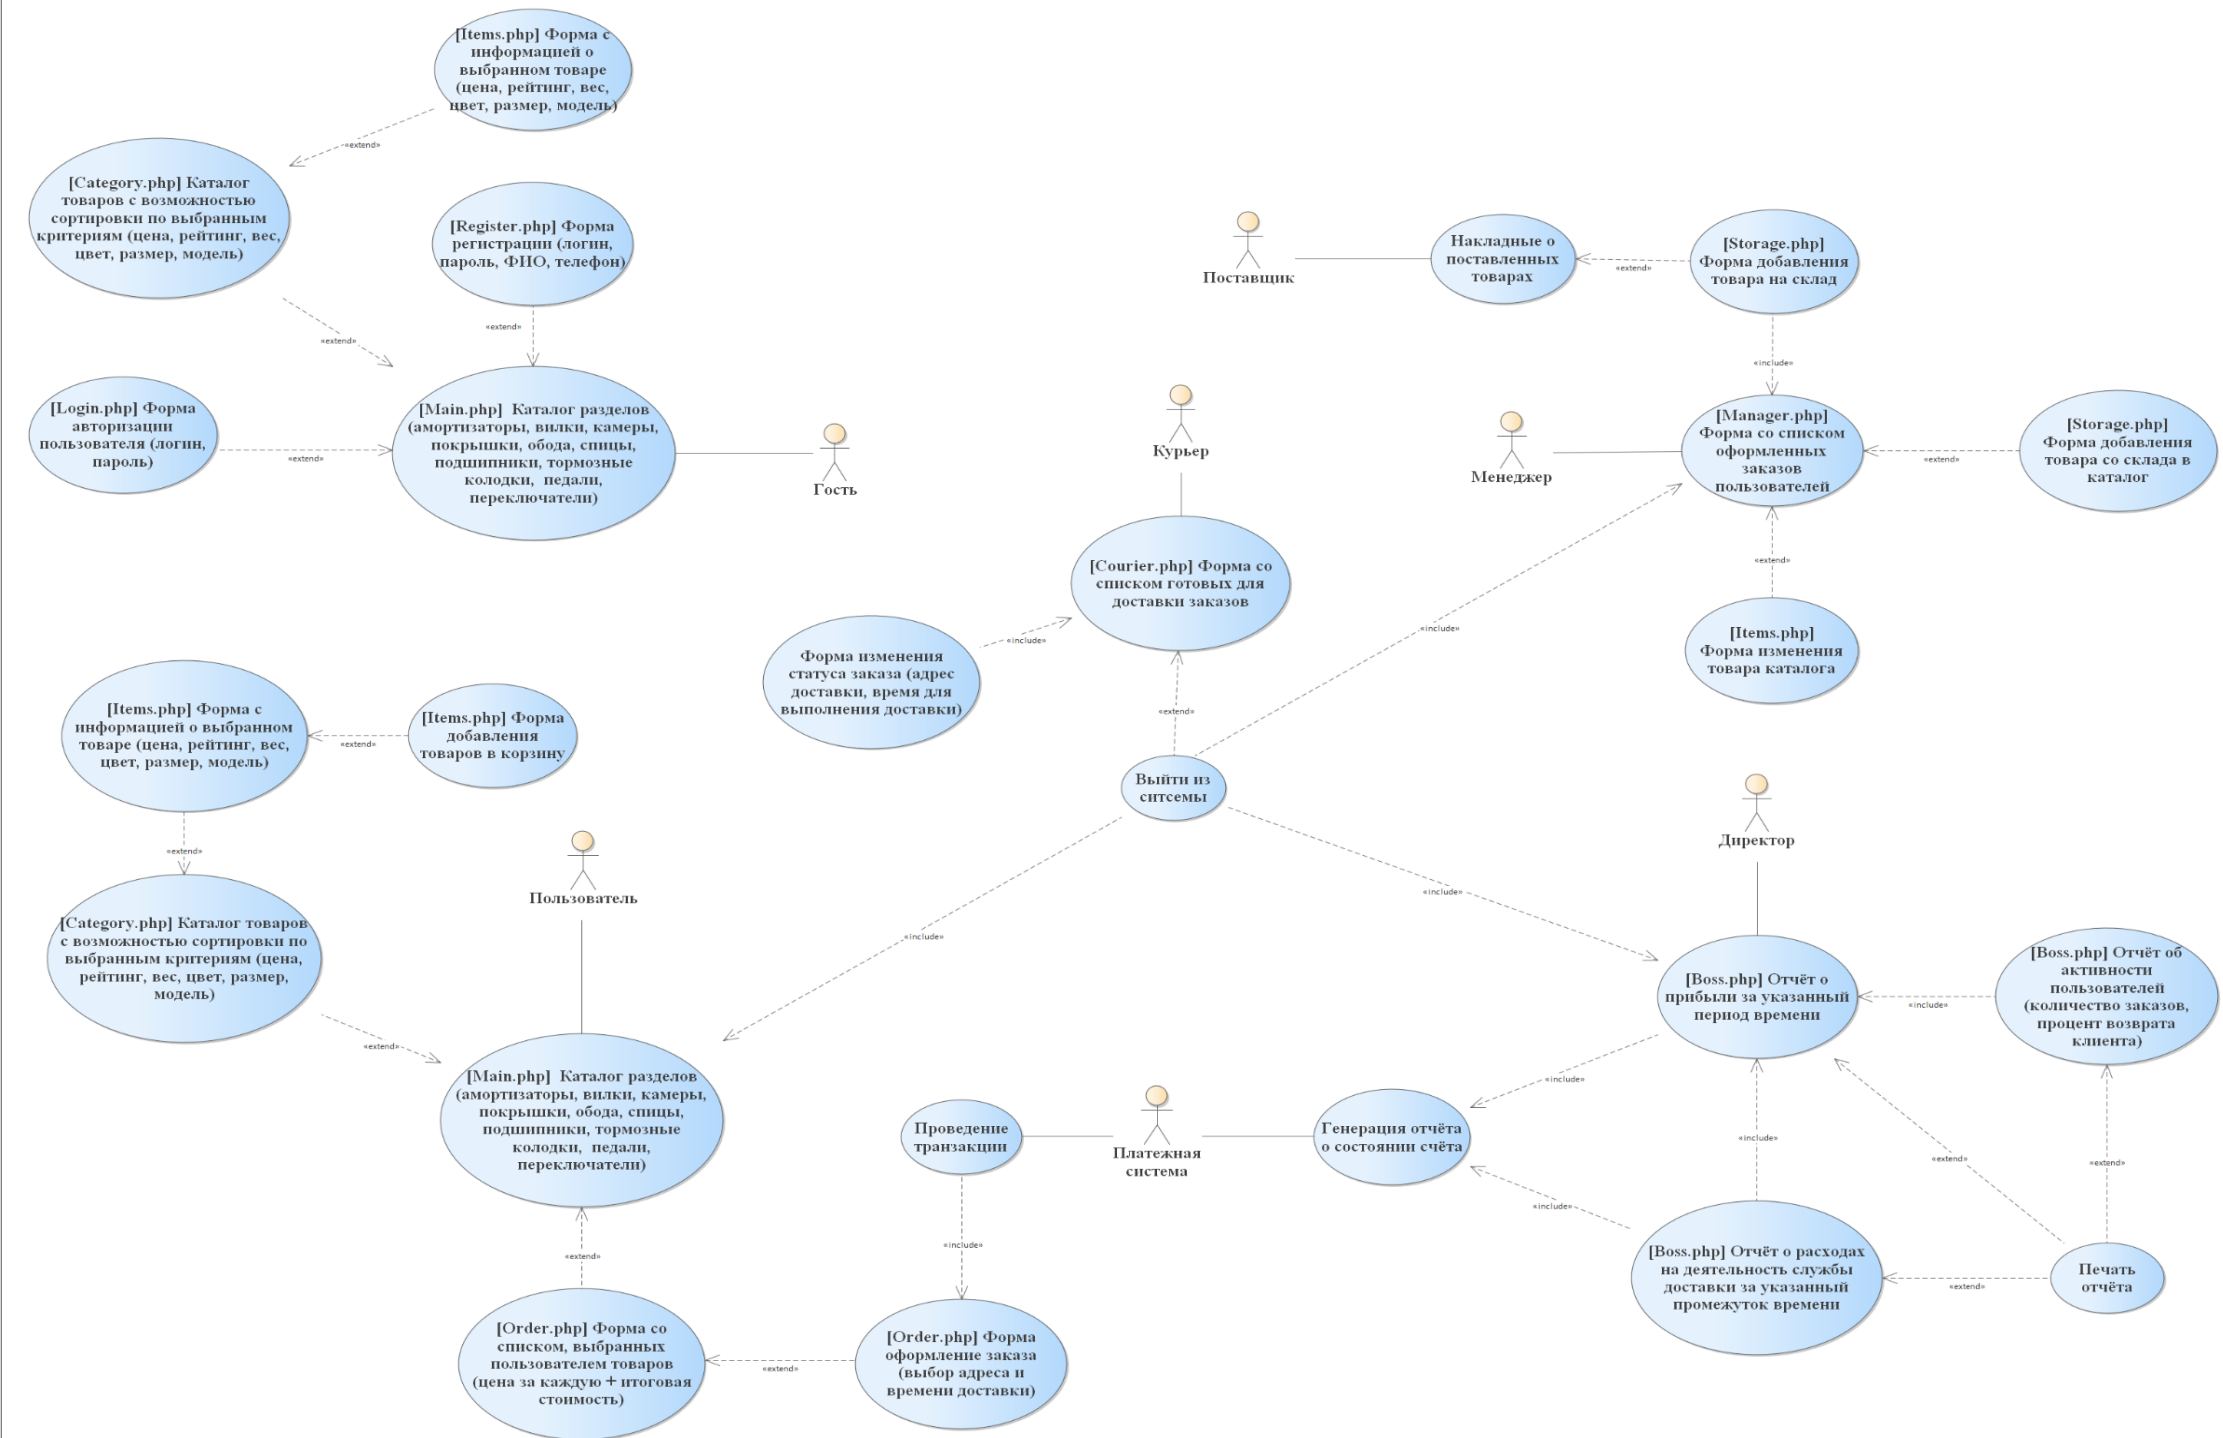 [Items.php] Форма с
информацией о
выбранном товаре
(цена, рейтинг, вес,
цвет, размер, модель)
«extend»
[Category.php] Каталог
товаров с возможностью
сортировки по выбранным
критериям (цена, рейтинг, вес,
цвет, размер, модель)
[Register.php] Форма
регистрации (логин,
пароль, ФИО, телефон)
«extend»
«extend»
[Login.php] Форма
авторизации
пользователя (логин,
пароль)
«extend»
[Main.php] Каталог разделов
(амортизаторы, вилки, камеры,
покрышки, обода, спицы,
подшипники, тормозные
колодки, педали,
переключатели)
Гость
Поставщик
Накладные о
поставленных
товарах
«extend»
[Storage.php]
Форма добавления
товара на склад
«include»
Курьер
Менеджер
[Manager.php]
Форма со списком
оформленных
заказов
пользователей
«extend»
[Storage.php]
Форма добавления
товара со склада в
каталог
«extend»
[Items.php]
Форма изменения
товара каталога
[Courier.php] Форма со
списком готовых для
доставки заказов
«include»
Форма изменения
статуса заказа (адрес
доставки, время для
выполнения доставки)
«extend»
«include»
Выйти из
ситсемы
[Items.php] Форма с
информацией о выбранном
товаре (цена, рейтинг, вес,
цвет, размер, модель)
«extend»
[Items.php] Форма
добавления
товаров в корзину
«extend»
Пользователь
[Category.php] Каталог товаров
с возможностью сортировки по
выбранным критериям (цена,
рейтинг, вес, цвет, размер,
модель)
«extend»
«include»
«include»
Директор
[Main.php] Каталог разделов
(амортизаторы, вилки, камеры,
покрышки, обода, спицы,
подшипники, тормозные
колодки, педали,
переключатели)
[Boss.php] Отчёт о
прибыли за указанный
период времени
«include»
[Boss.php] Отчёт об
активности
пользователей
(количество заказов,
процент возврата
клиента)
«include»
Проведение
транзакции
Платежная
система
Генерация отчёта
о состоянии счёта
«include»
«extend»
«extend»
«include»
«extend»
«include»
[Boss.php] Отчёт о расходах
на деятельность службы
доставки за указанный
промежуток времени
«extend»
Печать
отчёта
[Order.php] Форма со
списком, выбранных
пользователем товаров
(цена за каждую + итоговая
стоимость)
«extend»
[Order.php] Форма
оформление заказа
(выбор адреса и
времени доставки)